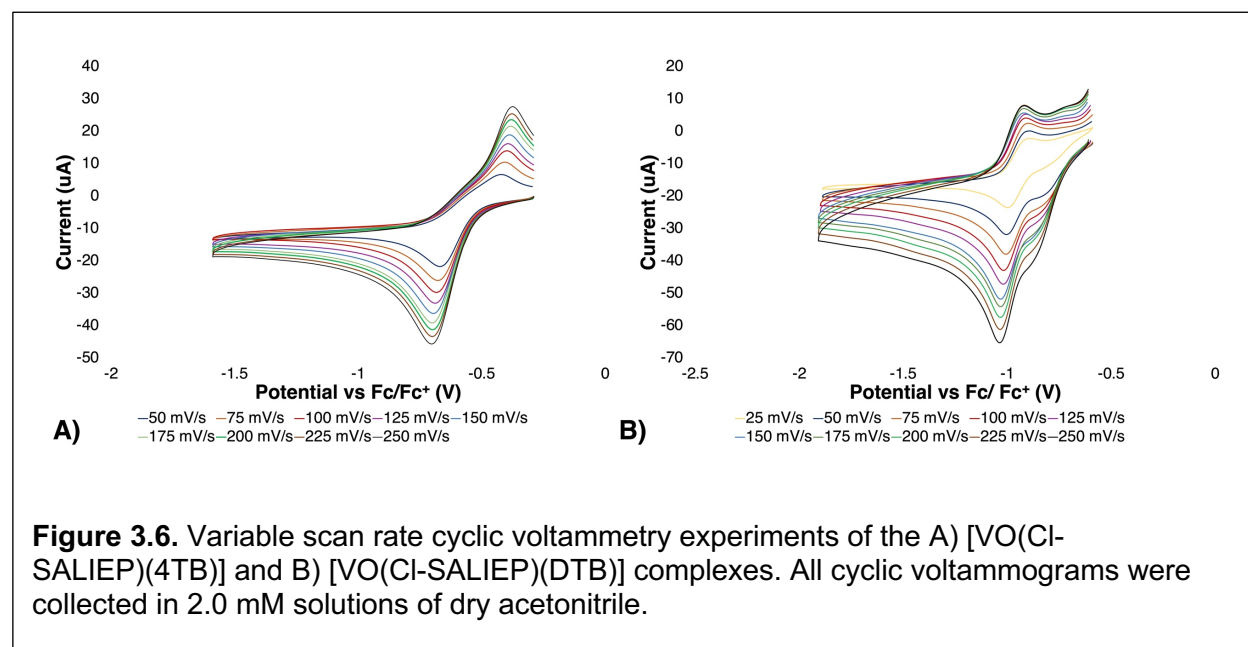 40
30
20
10
0
-10
-20
-30
-40
-50
Current (uA)
-2 -1.5 -1 -0.5 0
Potential vs Fc/Fc⁺ (V)
50 mV/s 75 mV/s 100 mV/s 125 mV/s 150 mV/s
175 mV/s 200 mV/s 225 mV/s 250 mV/s
A)
20
10
0
-10
-20
-30
-40
-50
-60
-70
Current (uA)
-2.5 -2 -1.5 -1 -0.5 0
Potential vs Fc/ Fc⁺ (V)
25 mV/s 50 mV/s 75 mV/s 100 mV/s 125 mV/s
150 mV/s 175 mV/s 200 mV/s 225 mV/s 250 mV/s
B)
Figure 3.6. Variable scan rate cyclic voltammetry experiments of the A) [VO(Cl-
SALIEP)(4TB)] and B) [VO(Cl-SALIEP)(DTB)] complexes. All cyclic voltammograms were
collected in 2.0 mM solutions of dry acetonitrile.